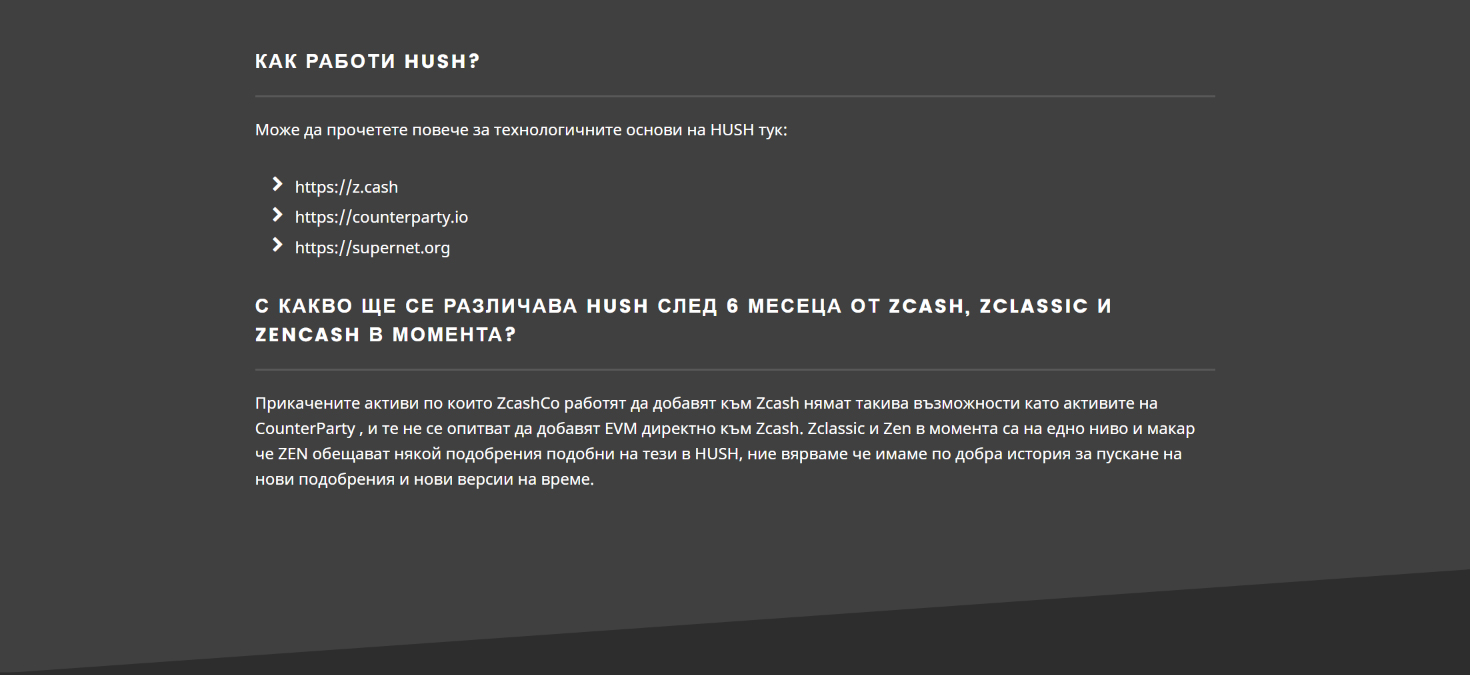 КАК РАБОТИ HUSH?
Може да прочетете повече за технологичните основи на HUSH тук:
https://z.cash
https://counterparty.io
https://supernet.org
С КАКВО ЩЕ СЕ РАЗЛИЧАВА HUSH СЛЕД 6 МЕСЕЦА ОТ ZCASH, ZCLASSIC И
ZENCASH В МОМЕНТА?
Прикачените активи по които ZcashCo работят да добавят към Zcash нямат такива възможности като активите на
CounterParty , и те не се опитват да добавят EVM директно към Zcash. Zclassic и Zen в момента са на едно ниво и макар
че ZEN обещават някой подобрения подобни на тези в HUSH, ние вярваме че имаме по добра история за пускане на
нови подобрения и нови версии на време.